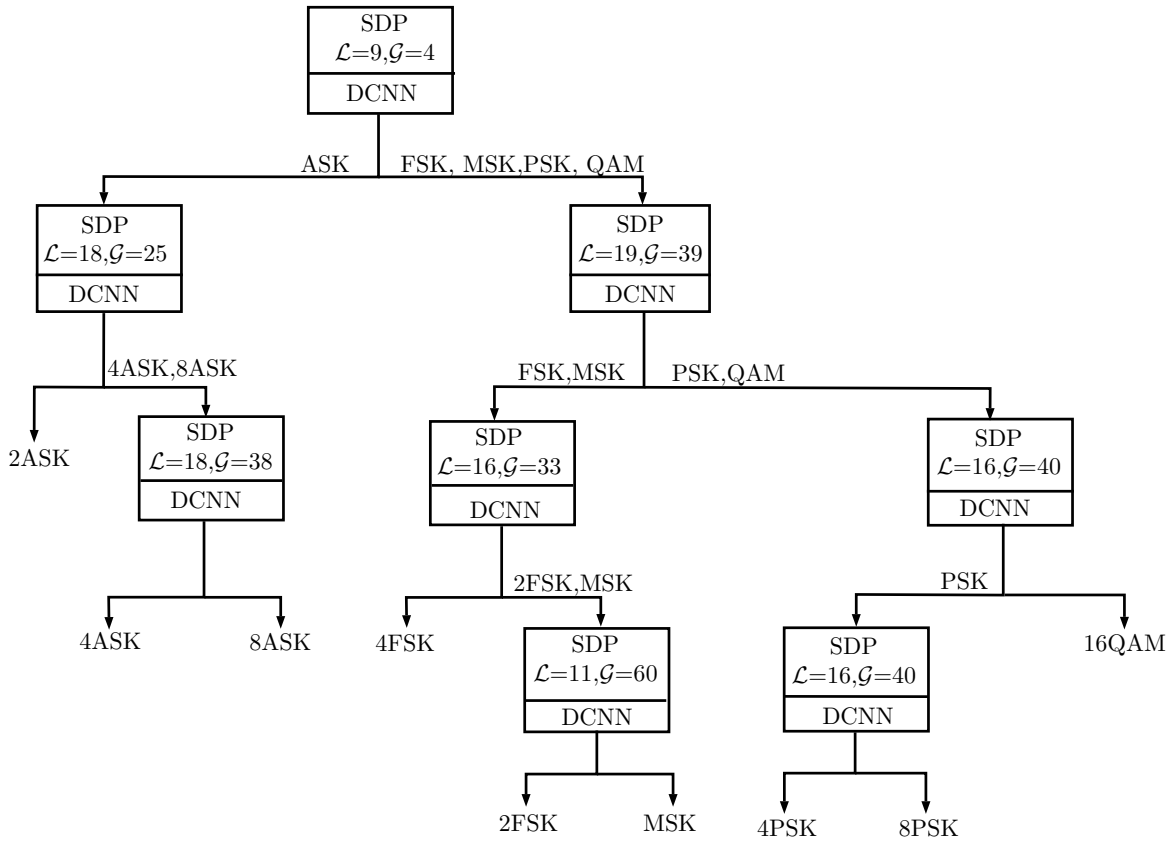 SDP
ℒ=9,𝒢=4
DCNN
ASK
FSK, MSK,PSK, QAM
SDP
ℒ=18,𝒢=25
DCNN
SDP
ℒ=19,𝒢=39
DCNN
4ASK,8ASK
FSK,MSK
PSK,QAM
2ASK
SDP
ℒ=18,𝒢=38
DCNN
SDP
ℒ=16,𝒢=33
DCNN
SDP
ℒ=16,𝒢=40
DCNN
2FSK,MSK
PSK
4ASK
8ASK
4FSK
SDP
ℒ=11,𝒢=60
DCNN
SDP
ℒ=16,𝒢=40
DCNN
16QAM
2FSK
MSK
4PSK
8PSK